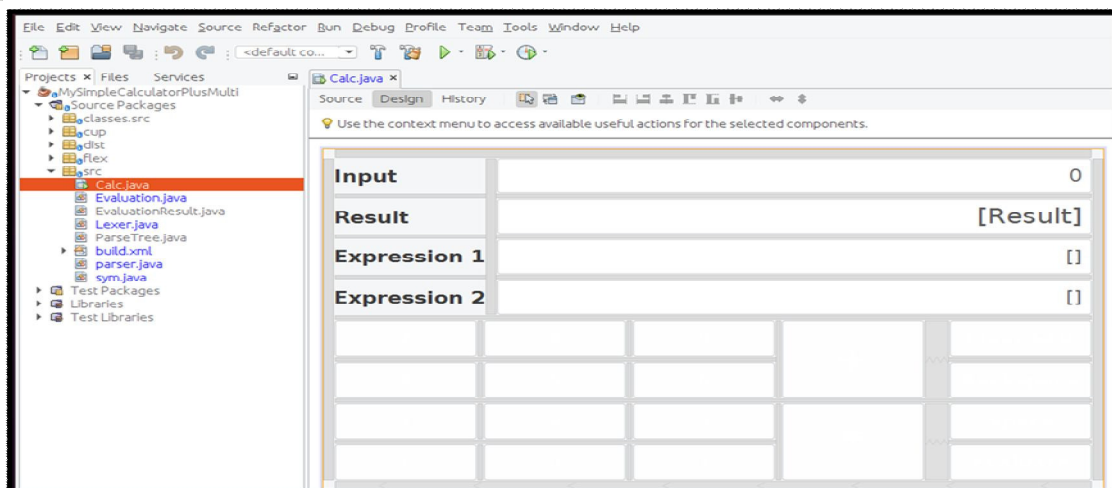 File Edit View Navigate Source Refactor Run Debug Profile Team Tools Window Help
<default co...
Projects Files Services
MySimpleCalculatorPlusMulti
Source Packages
classes.src
cup
dist
flex
src
Calc.java
Evaluation.java
EvaluationResult.java
Lexer.java
ParseTree.java
build.xml
parser.java
sym.java
Test Packages
Libraries
Test Libraries
Calc.java
Source Design History
Use the context menu to access available useful actions for the selected components.
Input 0
Result [Result]
Expression 1 []
Expression 2 []